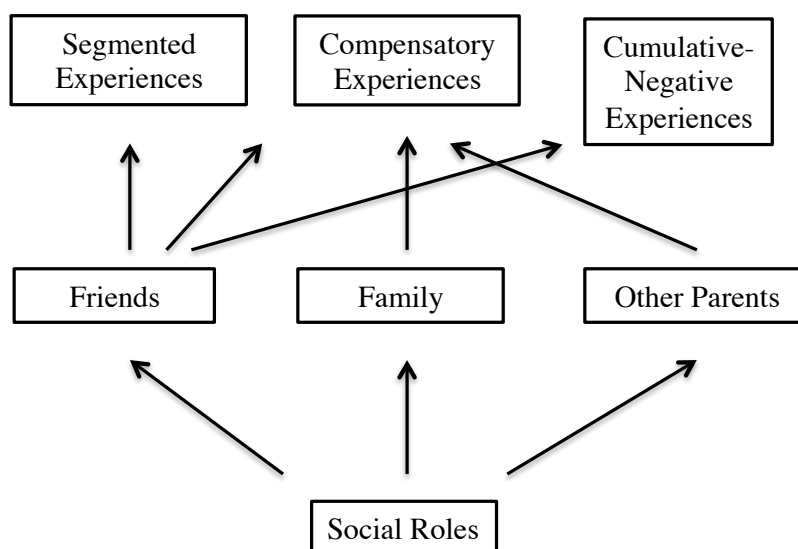 Segmented
Experiences
Compensatory
Experiences
Cumulative-
Negative
Experiences
Friends
Family
Other Parents
Social Roles